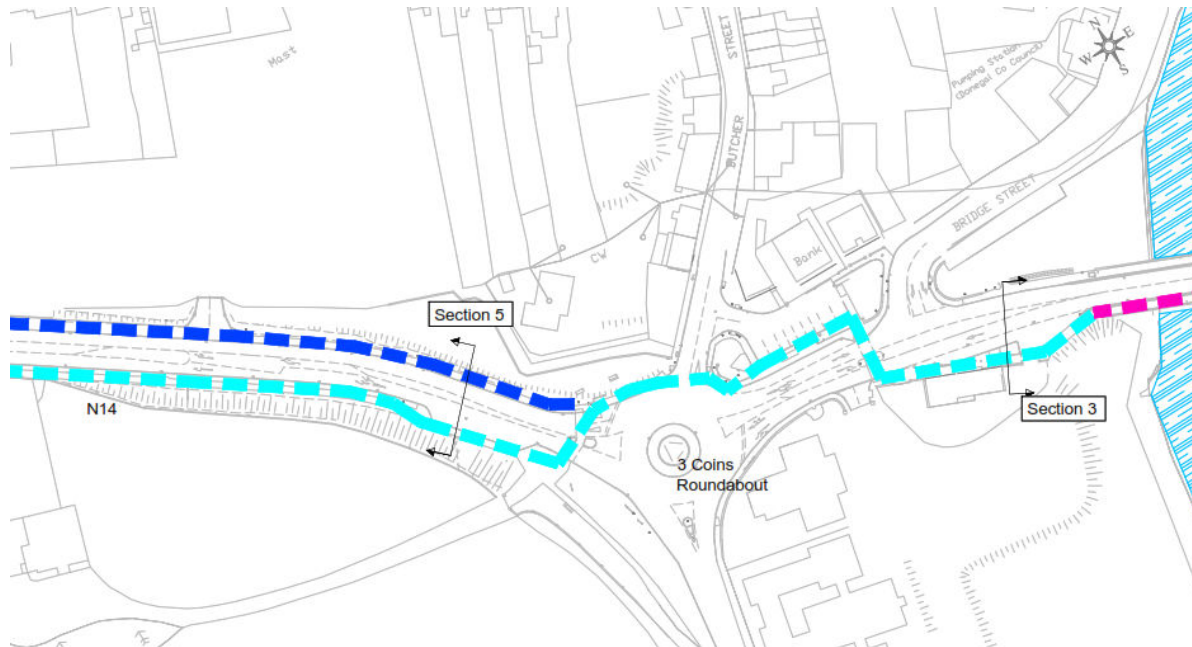 Mast
STREET
BUTCHER
N
E
W
S
Pumping Station
(Donegal Co Council)
BRIDGE STREET
Bank
CW
Section 5
N14
Section 3
3 Coins
Roundabout